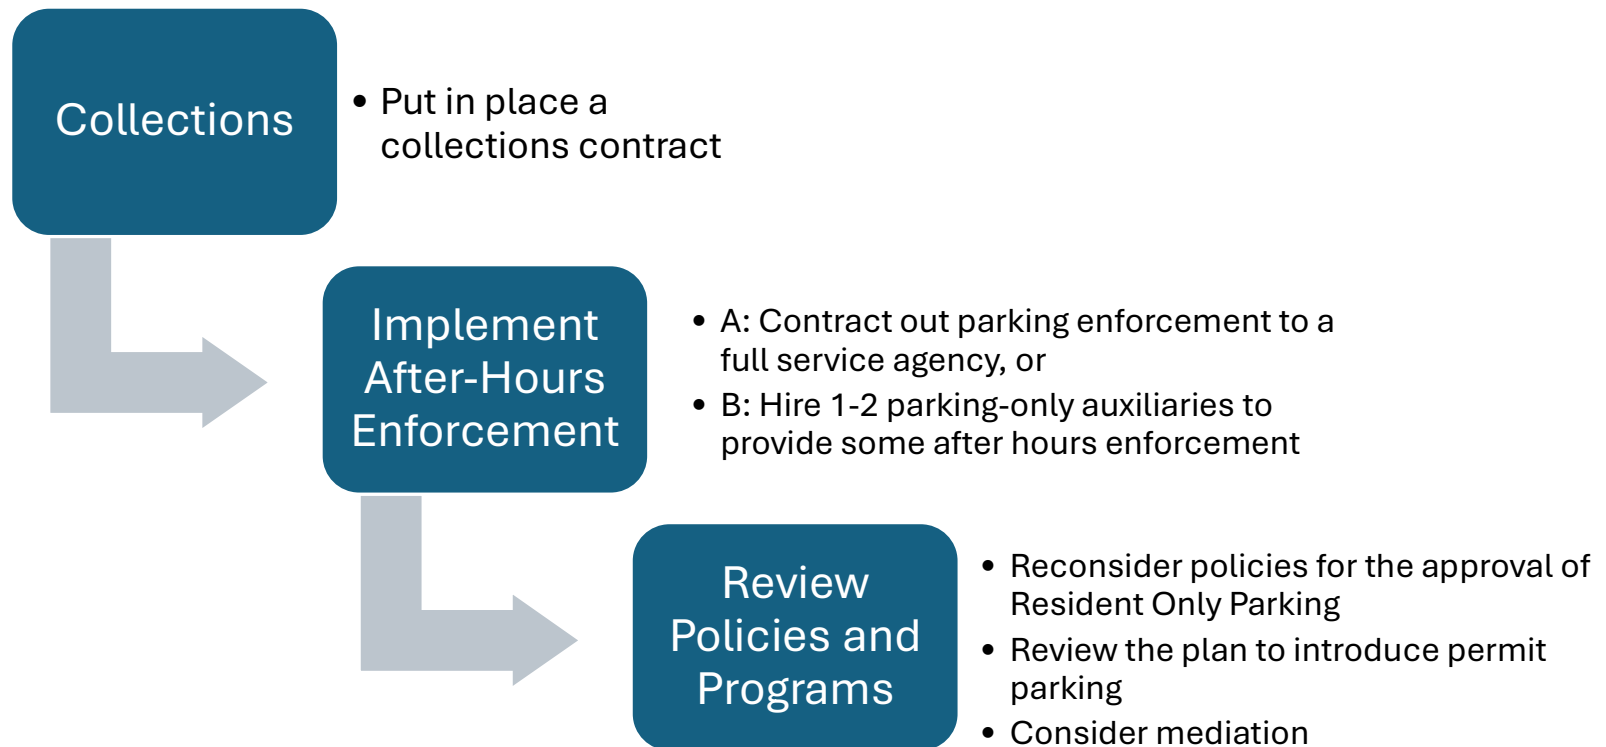 Collections
• Put in place a
collections contract
Implement
After-Hours
Enforcement
• A: Contract out parking enforcement to a
full service agency, or
• B: Hire 1-2 parking-only auxiliaries to
provide some after hours enforcement
Review
Policies and
Programs
• Reconsider policies for the approval of
Resident Only Parking
• Review the plan to introduce permit
parking
• Consider mediation